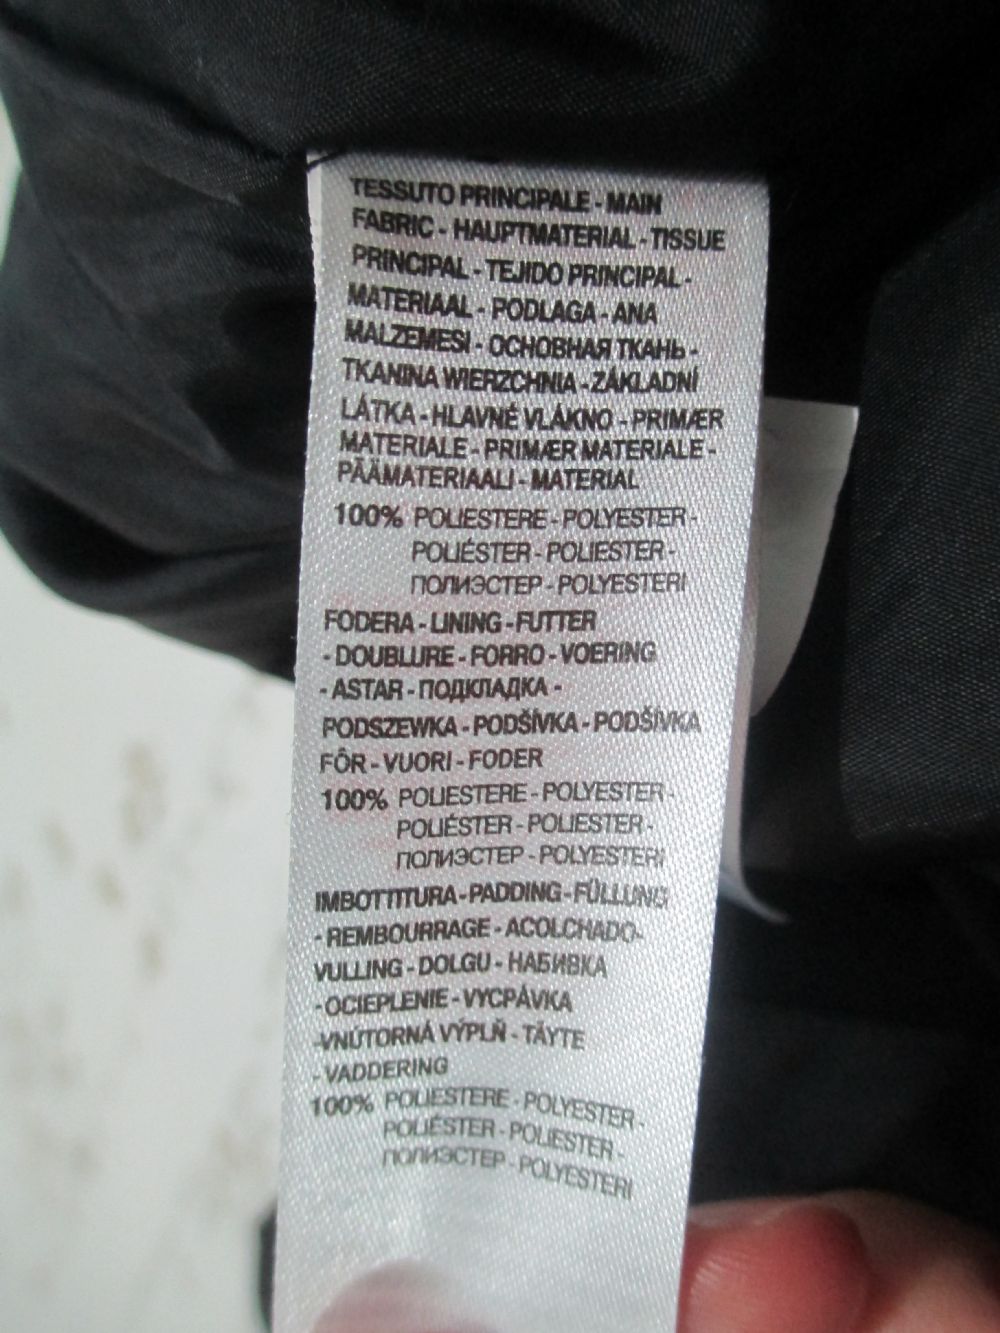 TESSUTO PRINCIPALE - MAIN
FABRIC - HAUPTMATERIAL - TISSUE
PRINCIPAL - TEJIDO PRINCIPAL -
MATERIAAL - PODLAGA - ANA
MALZEMESI - ОСНОВНАЯ ТКАНЬ -
TKANINA WIERZCHNIA - ZÁKLADNÍ
LÁTKA - HLAVNÉ VLÁKNO - PRIMÆR
MATERIALE - PRIMÆR MATERIALE -
PÄÄMATERIAALI - MATERIAL
100% POLIESTERE - POLYESTER -
POLIÉSTER - POLIESTER -
ПОЛИЭСТЕР - POLYESTERI
FODERA - LINING - FUTTER
- DOUBLURE - FORRO - VOERING
- ASTAR - ПОДКЛАДКА -
PODSZEWKA - PODŠÍVKA - PODŠÍVKA
FÔR - VUORI - FODER
100% POLIESTERE - POLYESTER -
POLIÉSTER - POLIESTER -
ПОЛИЭСТЕР - POLYESTERI
IMBOTTITURA - PADDING - FÜLLUNG
- REMBOURRAGE - ACOLCHADO-
VULLING - DOLGU - НАБИВКА
- OCIEPLENIE - VYCPÁVKA
-VNÚTORNÁ VÝPLŇ - TÄYTE
- VADDERING
100% POLIESTERE - POLYESTER -
POLIÉSTER - POLIESTER -
ПОЛИЭСТЕР - POLYESTERI